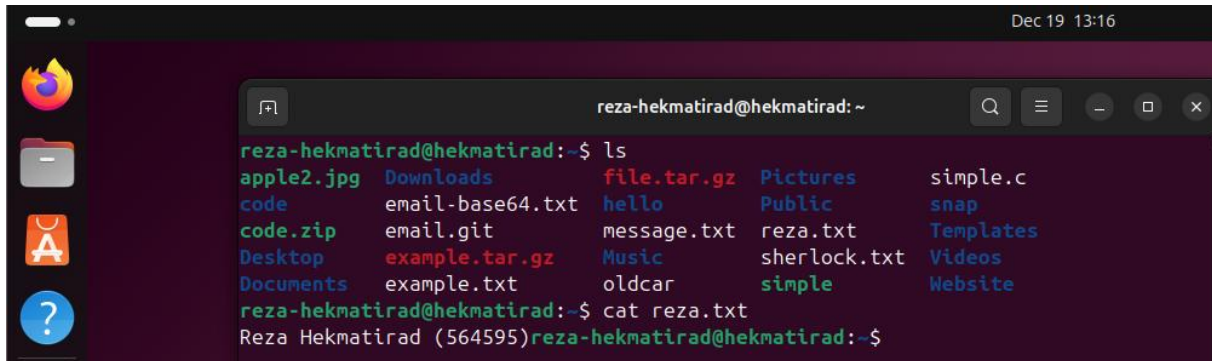 Dec 19 13:16
reza-hekmatirad@hekmatirad: ~
reza-hekmatirad@hekmatirad:~$ ls
apple2.jpg Downloads file.tar.gz Pictures simple.c
code email-base64.txt hello Public snap
code.zip email.git message.txt reza.txt Templates
Desktop example.tar.gz Music sherlock.txt Videos
Documents example.txt oldcar simple Website
reza-hekmatirad@hekmatirad:~$ cat reza.txt
Reza Hekmatirad (564595)reza-hekmatirad@hekmatirad:~$